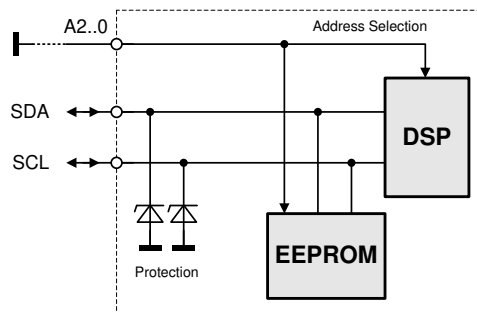 A2..0
Address Selection
SDA
DSP
SCL
EEPROM
Protection